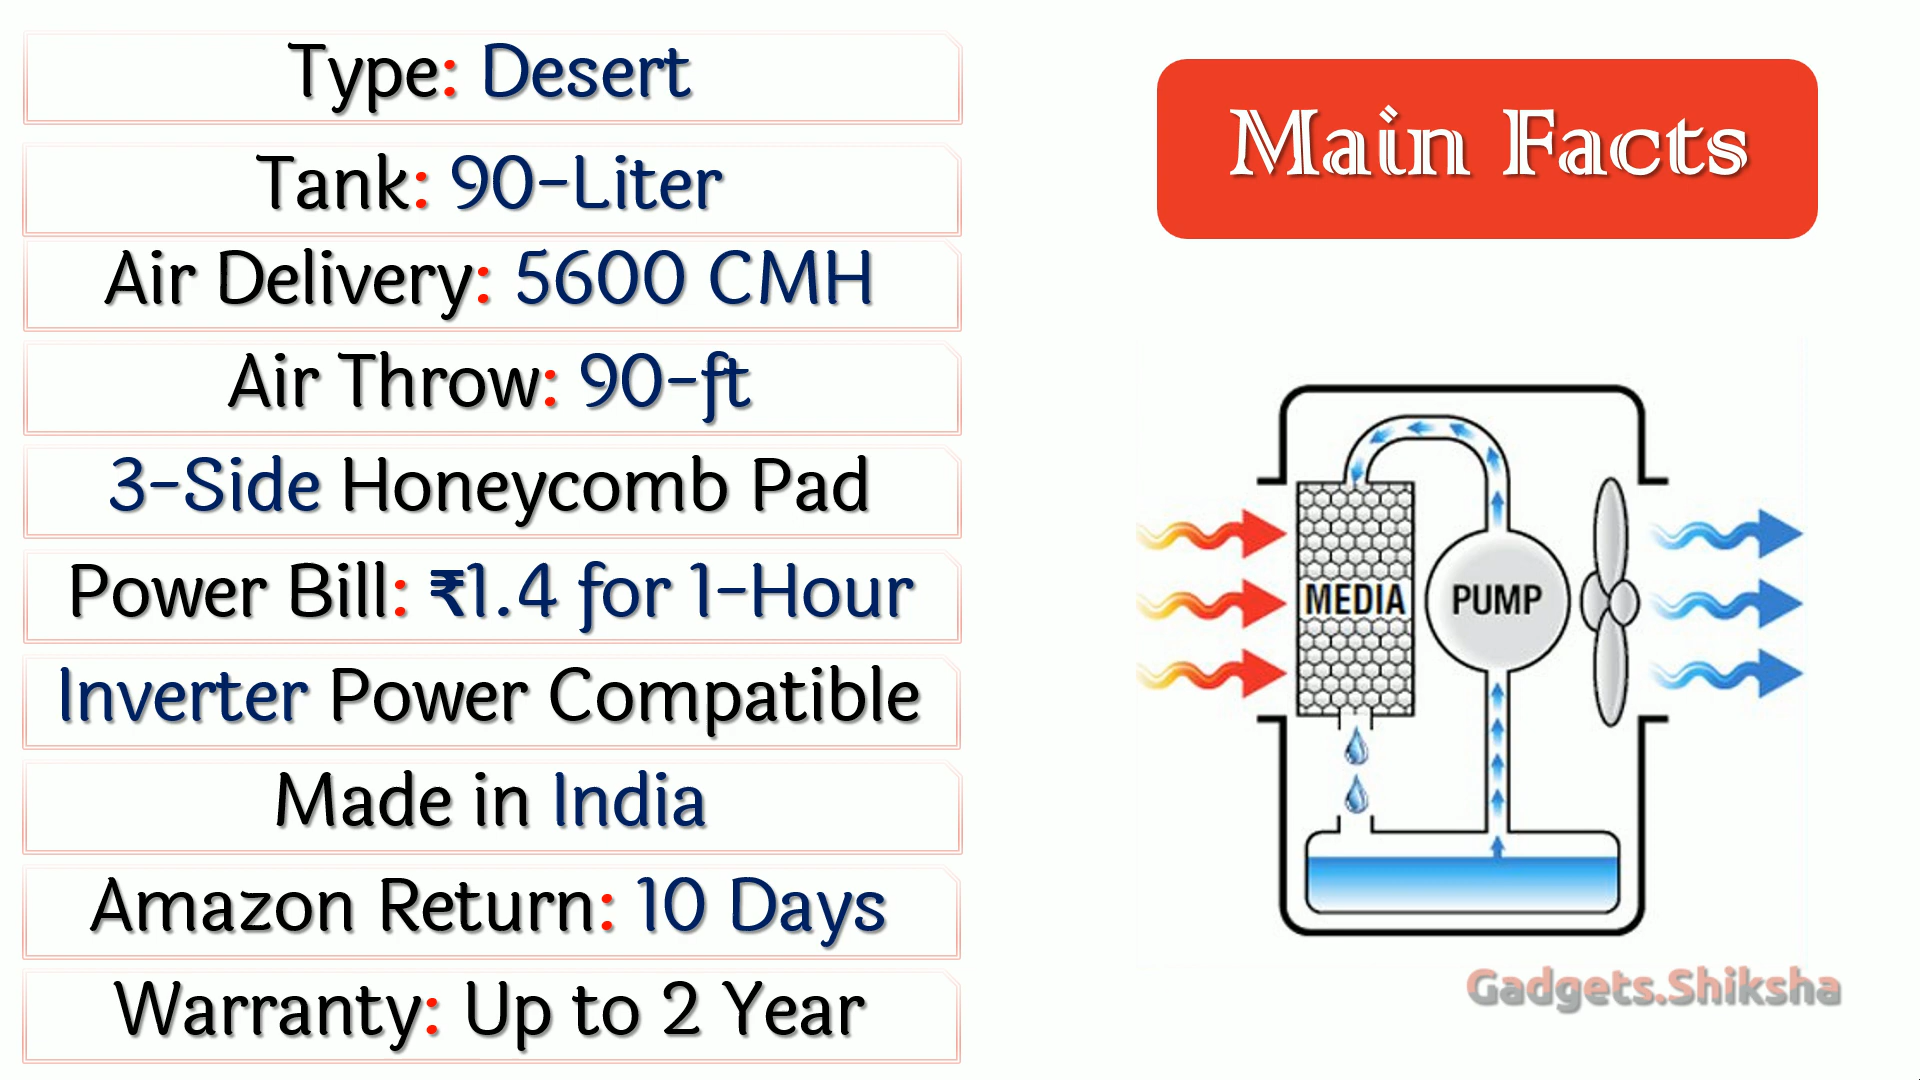 Type: Desert
Tank: 90-Liter
Air Delivery: 5600 CMH
Air Throw: 90-ft
3-Side Honeycomb Pad
Power Bill: ₹1.4 for 1-Hour
Inverter Power Compatible
Made in India
Amazon Return: 10 Days
Warranty: Up to 2 Year
Main Facts
MEDIA
PUMP
Gadgets.Shiksha